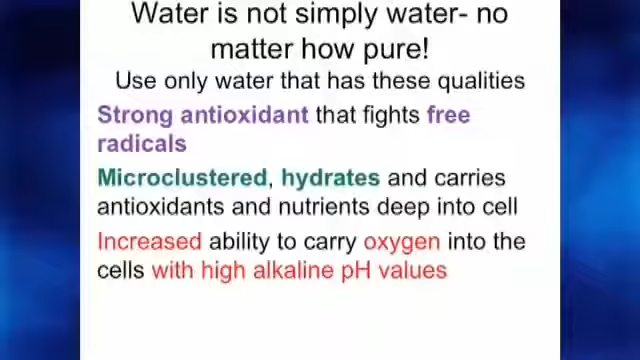 Water is not simply water- no
matter how pure!
Use only water that has these qualities
Strong antioxidant that fights free
radicals
Microclustered, hydrates and carries
antioxidants and nutrients deep into cell
Increased ability to carry oxygen into the
cells with high alkaline pH values